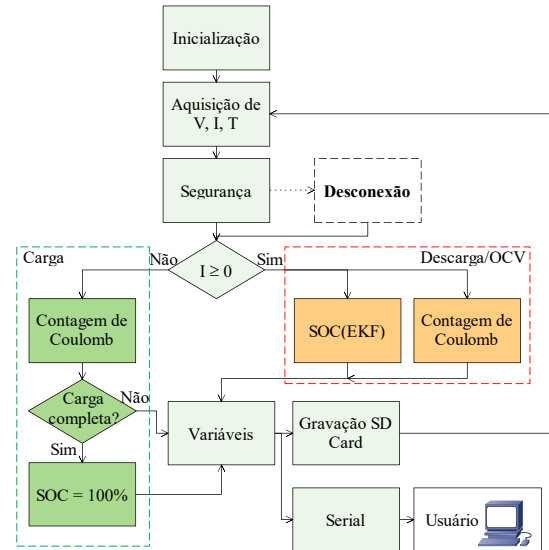 Inicialização
Aquisição de
V, I, T
Segurança
Desconexão
Carga
Não
I ≥ 0
Sim
Descarga/OCV
Contagem de
Coulomb
SOC(EKF)
Contagem de
Coulomb
Carga
completa?
Não
Sim
Variáveis
Gravação SD
Card
SOC = 100%
Serial
Usuário